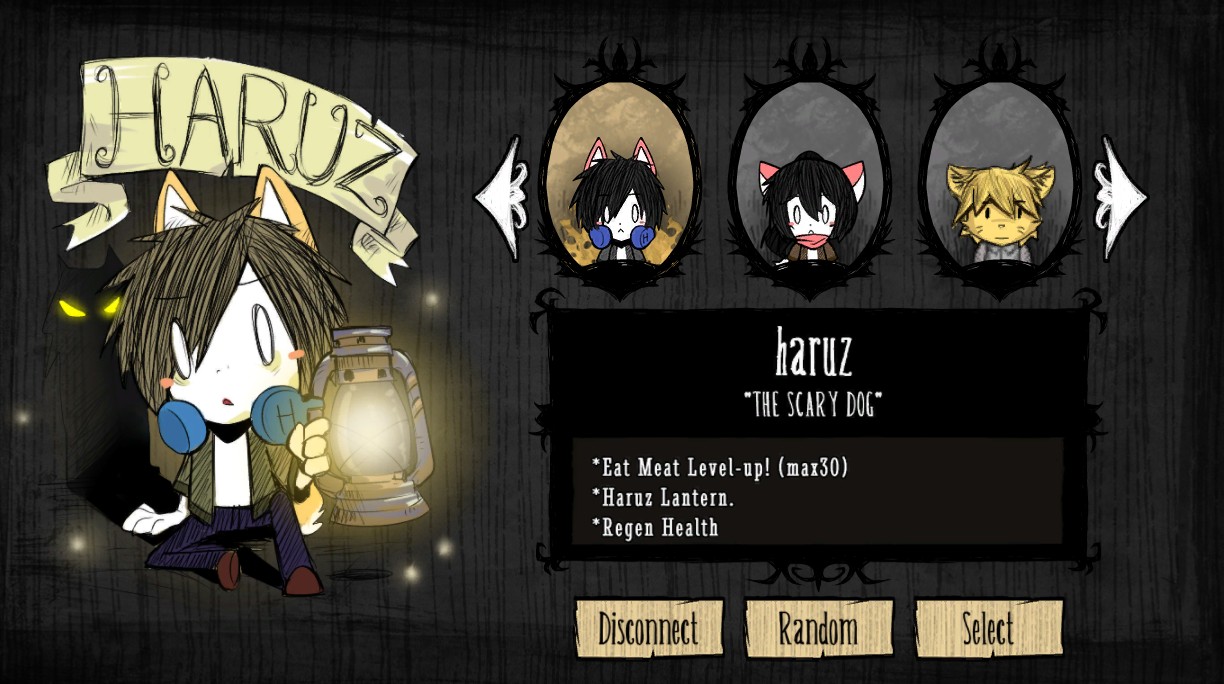 HARUZ
haruz
"THE SCARY DOG"
*Eat Meat Level-up! (max30)
*Haruz Lantern.
*Regen Health
H
H
Disconnect
Random
Select